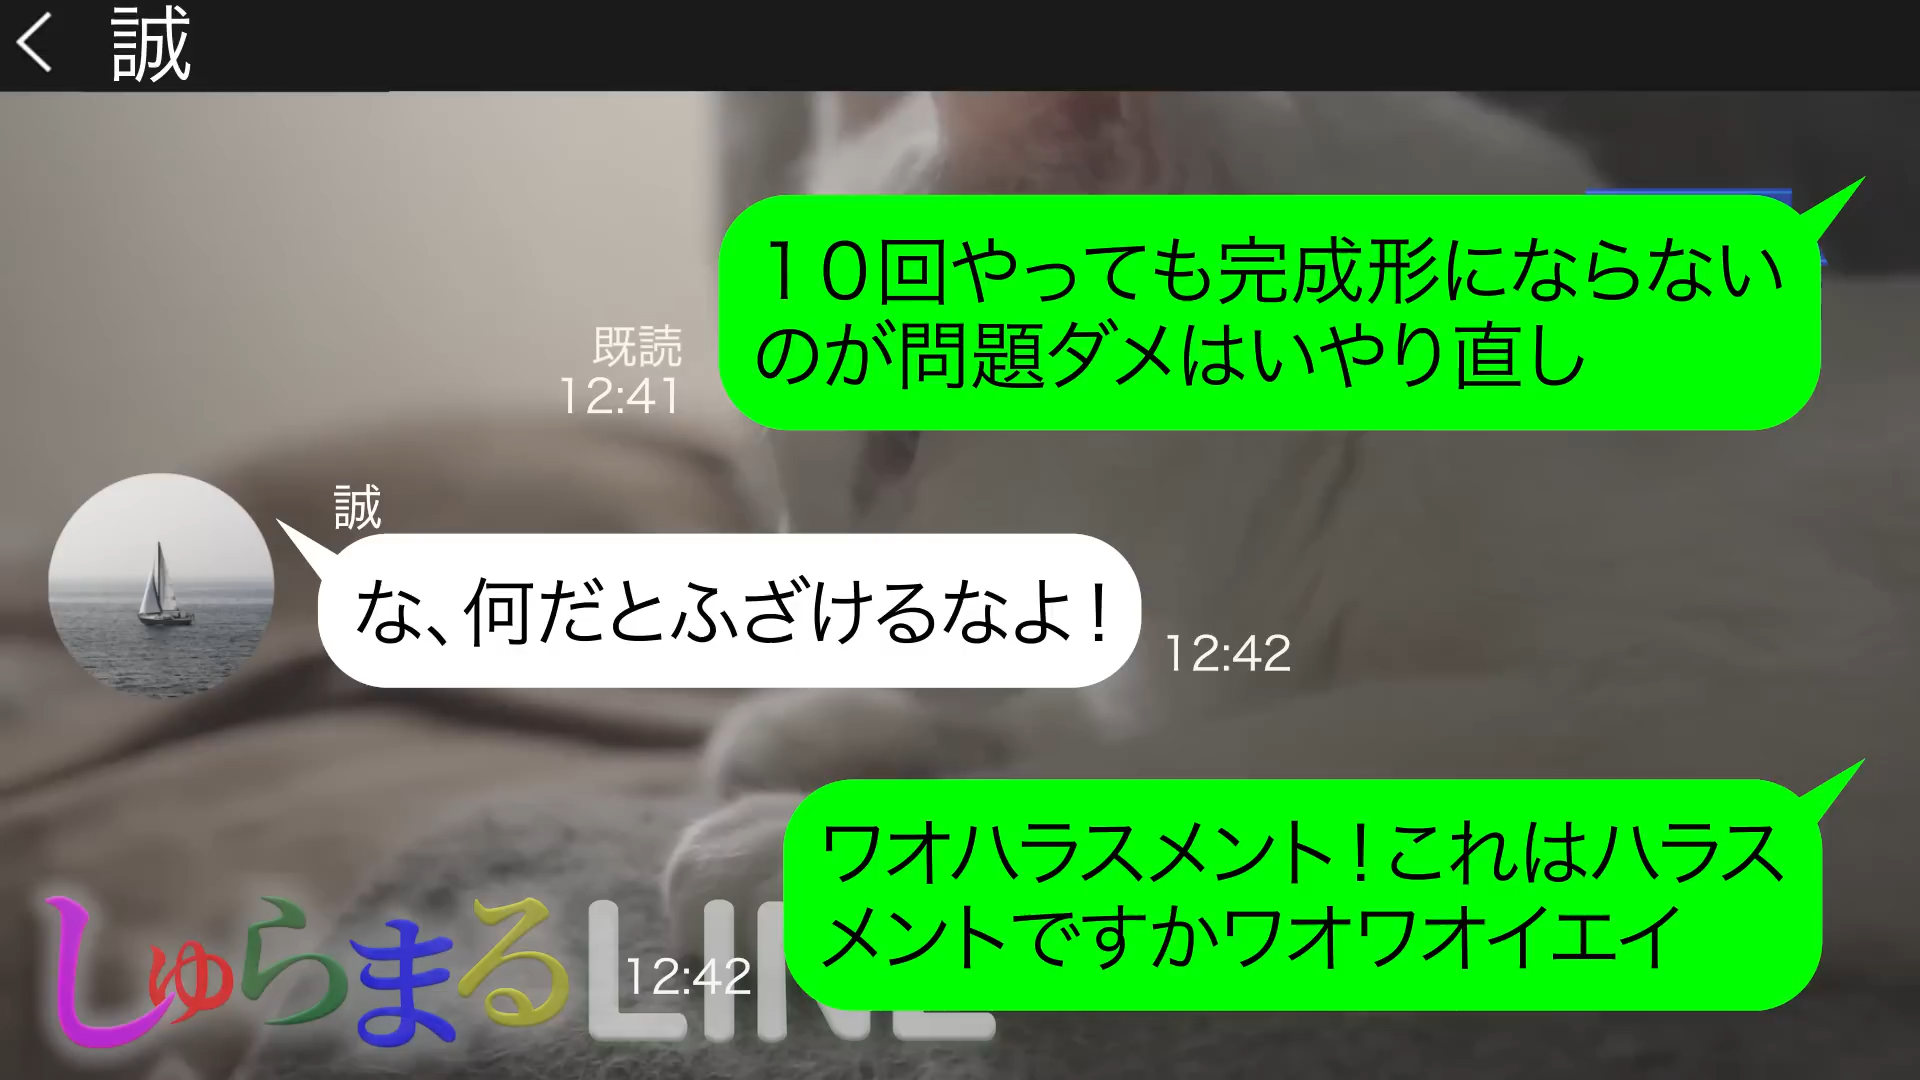 誠
10回やっても完成形にならない
のが問題ダメはいやり直し
既読
12:41
誠
な、何だとふざけるなよ！
12:42
ワオハラスメント！これはハラス
メントですかワオワオイエイ
12:42
しゅらまるLINE